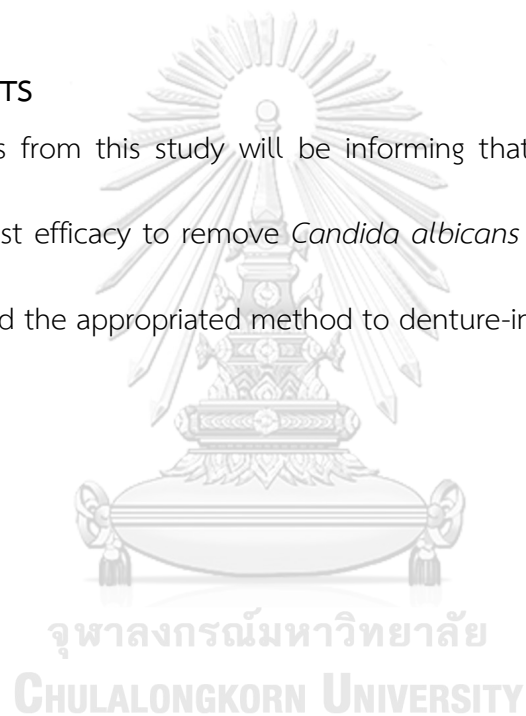 TS
s from this study will be informing that
st efficacy to remove Candida albicans
d the appropriated method to denture-in
จุฬาลงกรณ์มหาวิทยาลัย
CHULALONGKORN UNIVERSITY